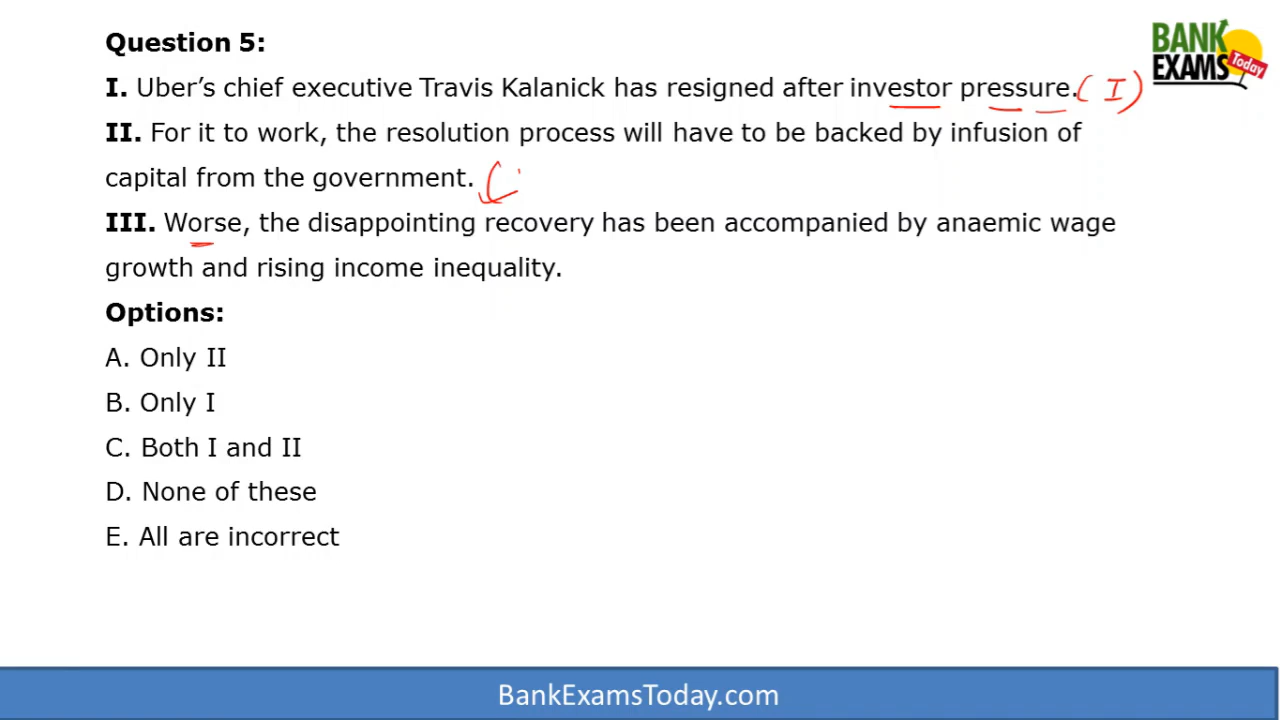 Question 5:
BANK
EXAMS Today
I. Uber's chief executive Travis Kalanick has resigned after investor pressure. ( I )
II. For it to work, the resolution process will have to be backed by infusion of
capital from the government.
III. Worse, the disappointing recovery has been accompanied by anaemic wage
growth and rising income inequality.
Options:
A. Only II
B. Only I
C. Both I and II
D. None of these
E. All are incorrect
BankExamsToday.com